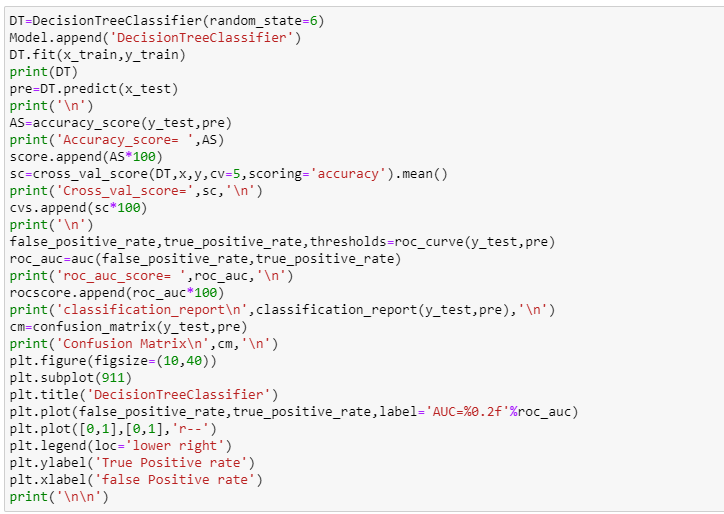 DT=DecisionTreeClassifier(random_state=6)
Model.append('DecisionTreeClassifier')
DT.fit(x_train,y_train)
print(DT)
pre=DT.predict(x_test)
print('\n')
AS=accuracy_score(y_test,pre)
print('Accuracy_score= ',AS)
score.append(AS*100)
sc=cross_val_score(DT,x,y,cv=5,scoring='accuracy').mean()
print('Cross_val_score=',sc,'\n')
cvs.append(sc*100)
print('\n')
false_positive_rate,true_positive_rate,thresholds=roc_curve(y_test,pre)
roc_auc=auc(false_positive_rate,true_positive_rate)
print('roc_auc_score= ',roc_auc,'\n')
rocscore.append(roc_auc*100)
print('classification_report\n',classification_report(y_test,pre),'\n')
cm=confusion_matrix(y_test,pre)
print('Confusion Matrix\n',cm,'\n')
plt.figure(figsize=(10,40))
plt.subplot(911)
plt.title('DecisionTreeClassifier')
plt.plot(false_positive_rate,true_positive_rate,label='AUC=%0.2f'%roc_auc)
plt.plot([0,1],[0,1],'r--')
plt.legend(loc='lower right')
plt.ylabel('True Positive rate')
plt.xlabel('false Positive rate')
print('\n\n')